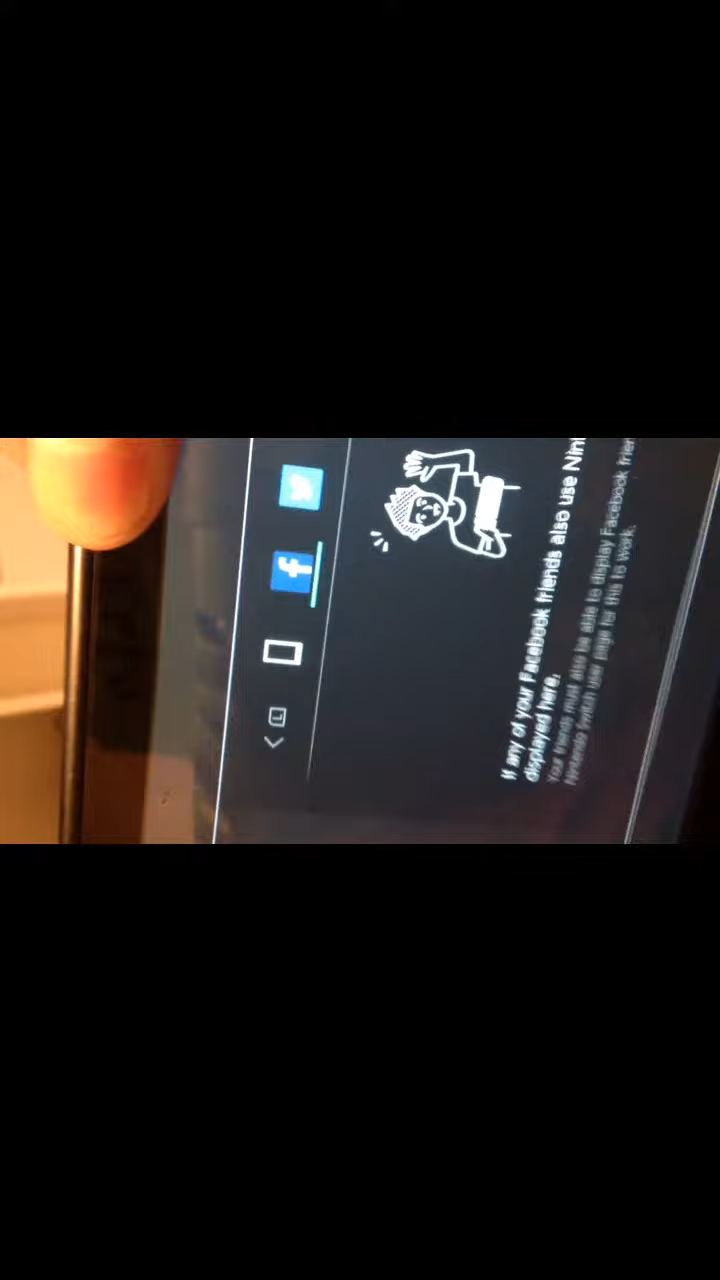 L
f
If any of your Facebook friends also use Nin
displayed here.
Your friends must also be able to display Facebook frien
Nintendo Switch user page for this to work.